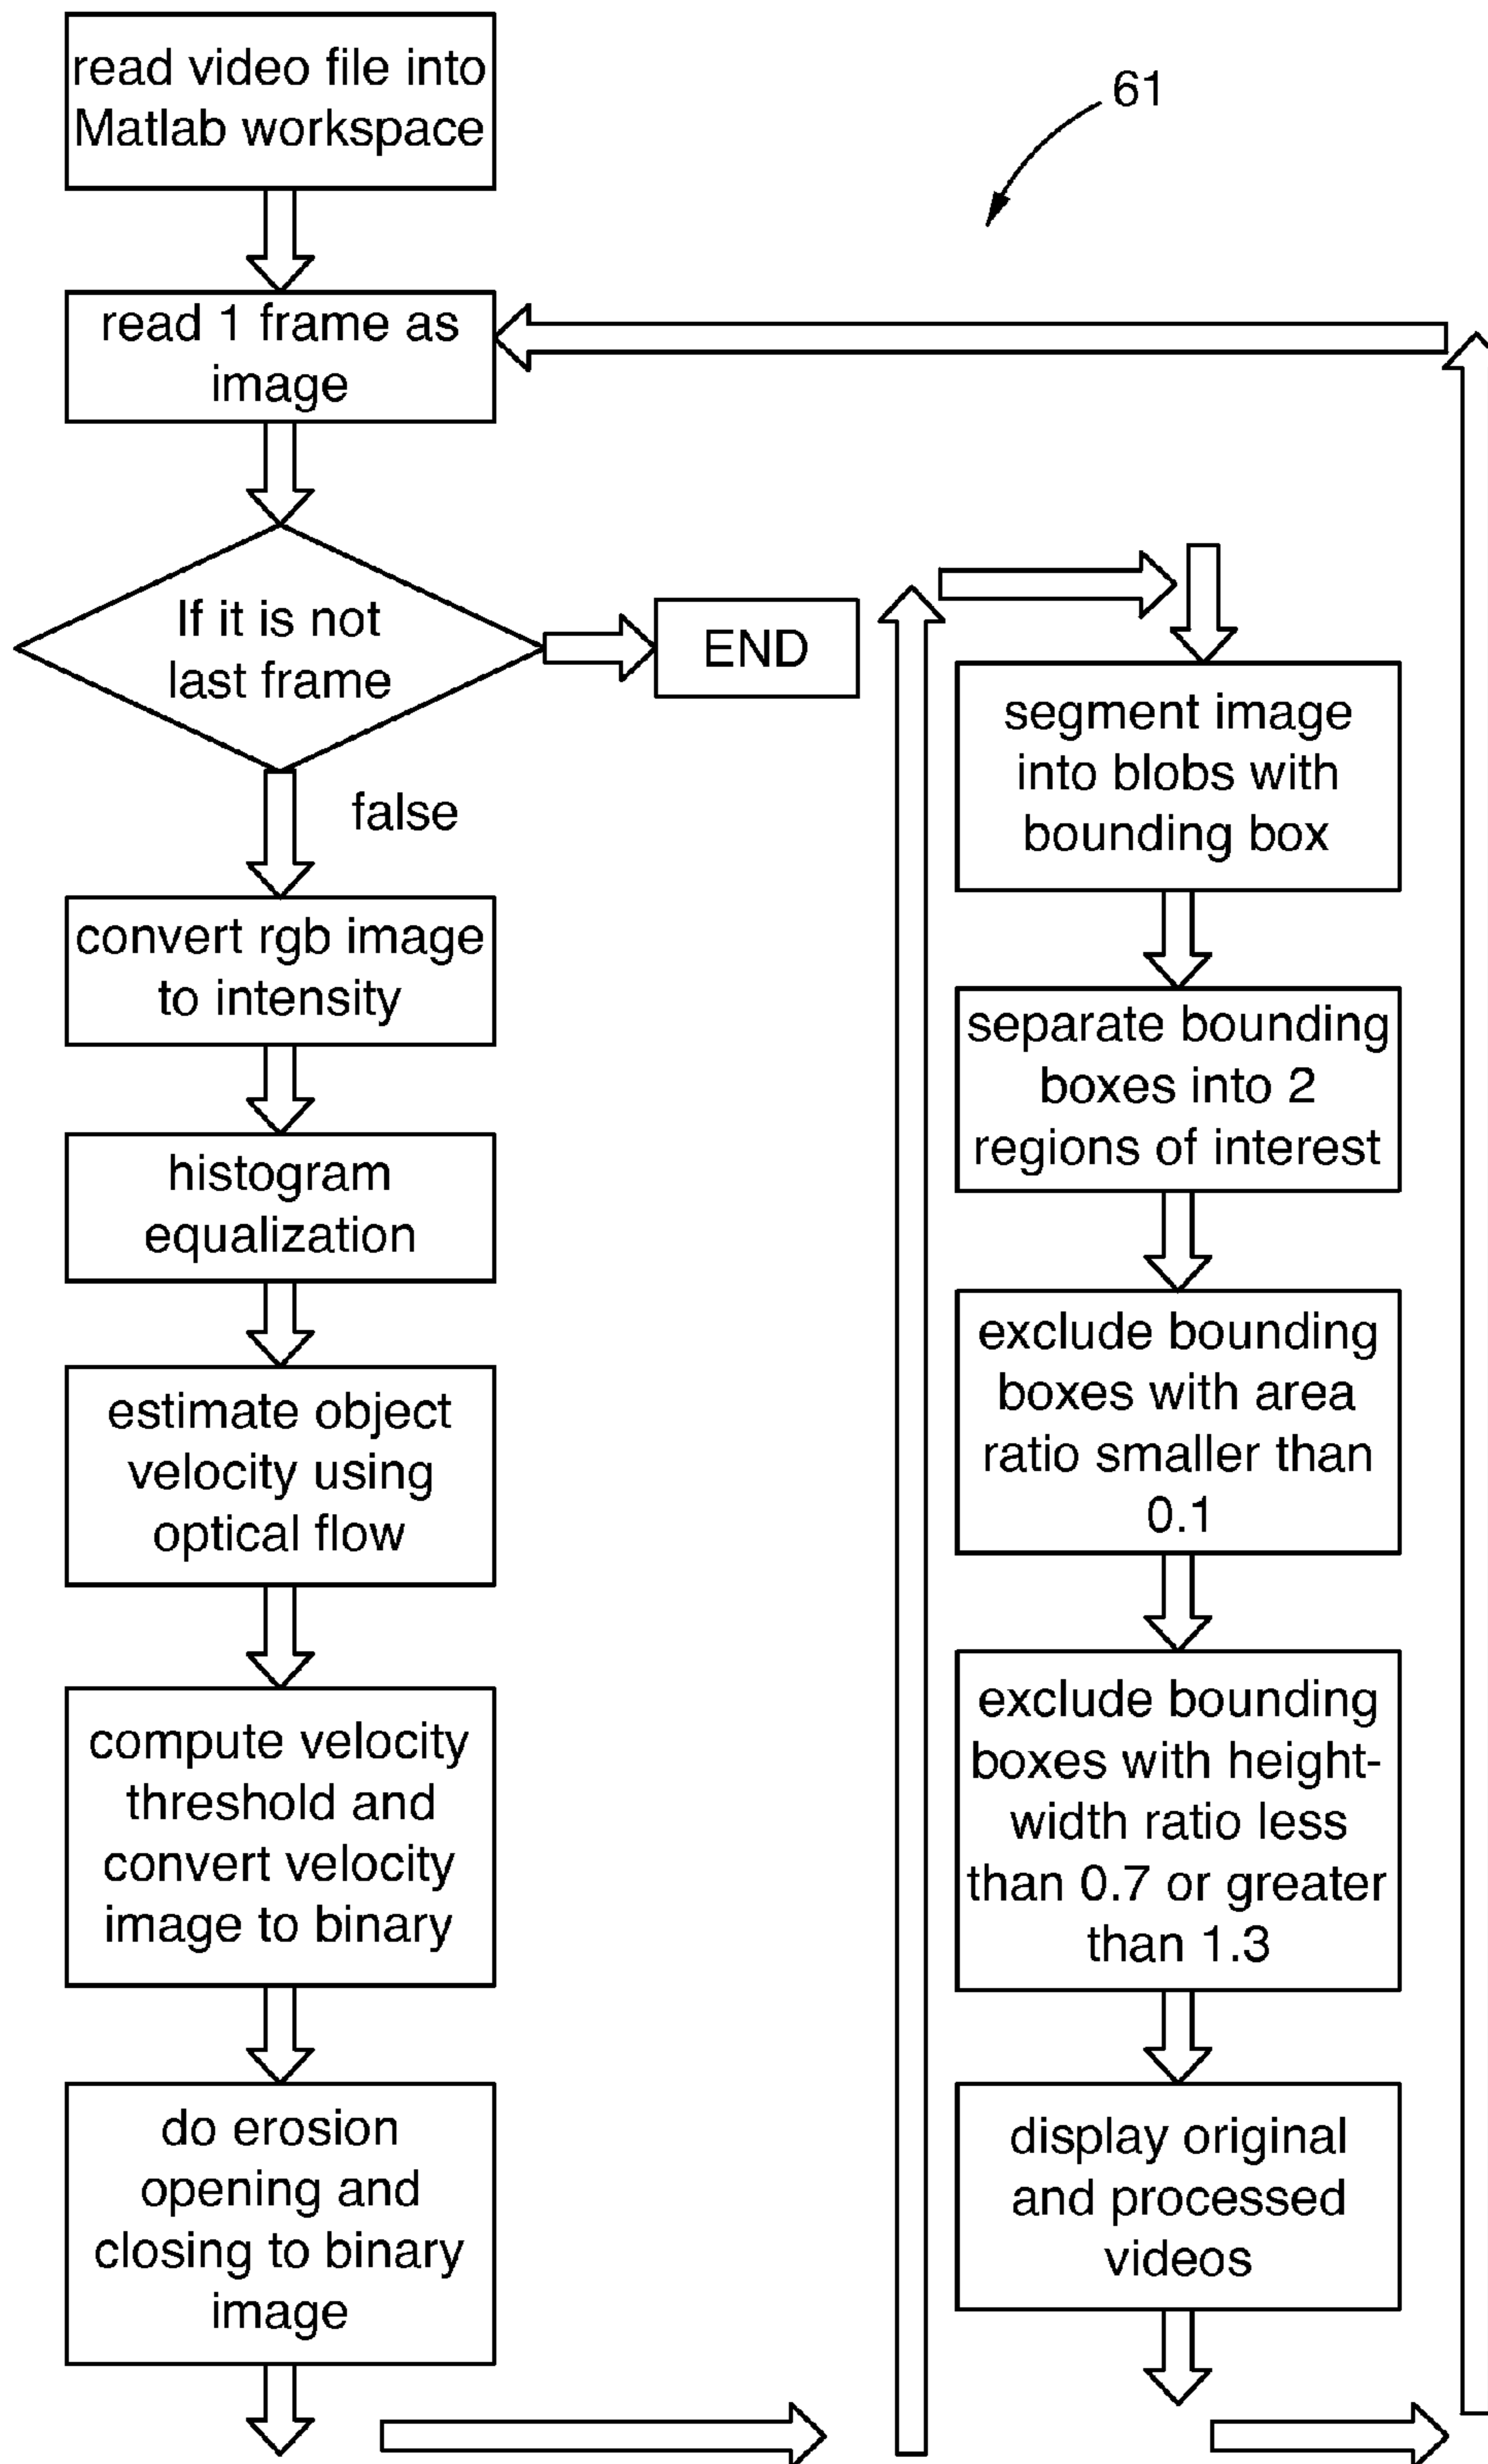 read video file into
Matlab workspace
61
read 1 frame as
image
If it is not
last frame
END
false
convert rgb image
to intensity
histogram
equalization
estimate object
velocity using
optical flow
compute velocity
threshold and
convert velocity
image to binary
do erosion
opening and
closing to binary
image
segment image
into blobs with
bounding box
separate bounding
boxes into 2
regions of interest
exclude bounding
boxes with area
ratio smaller than
0.1
exclude bounding
boxes with height-
width ratio less
than 0.7 or greater
than 1.3
display original
and processed
videos